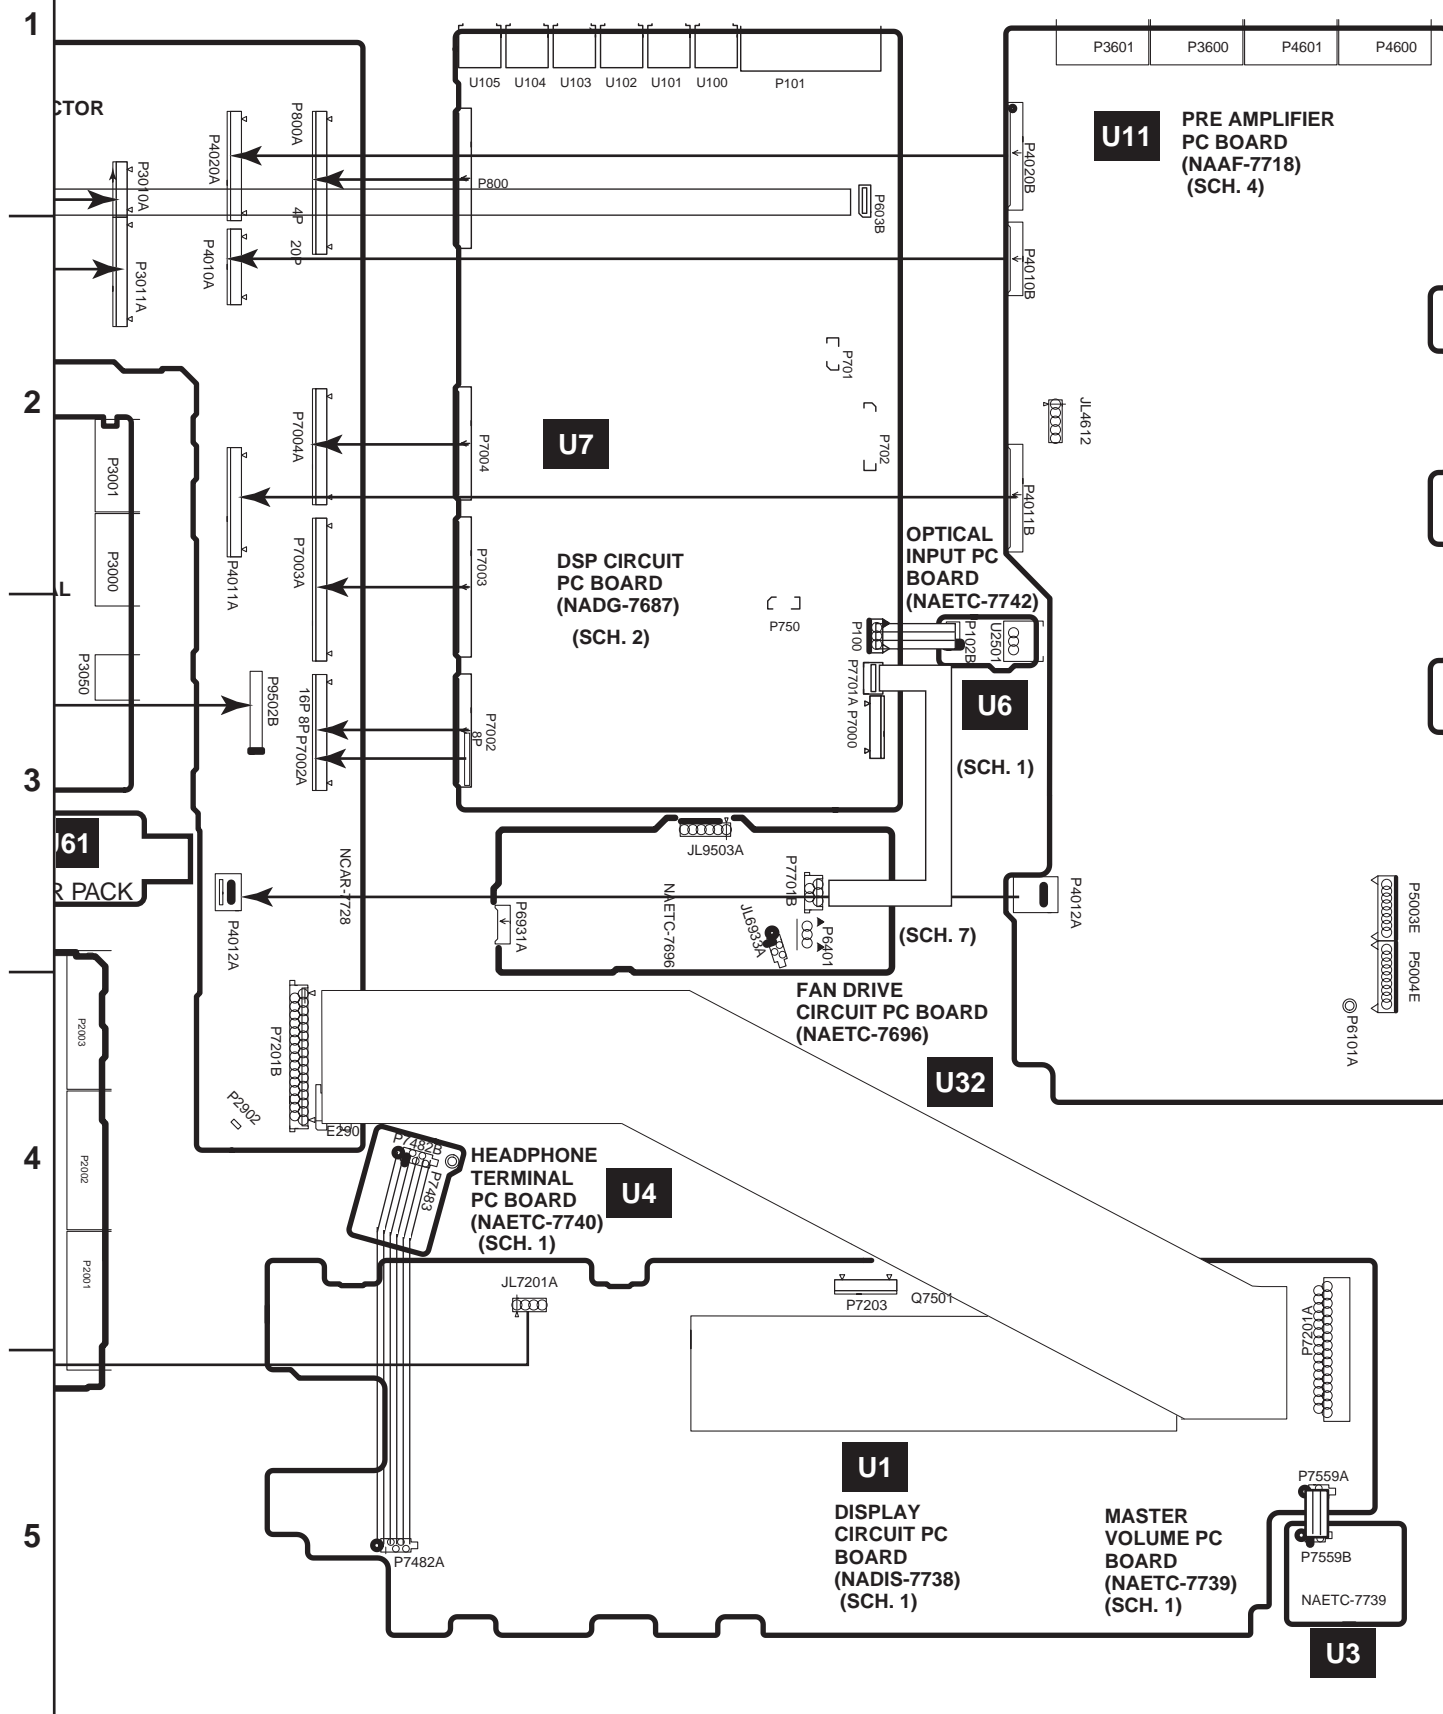 1
P3601
P3600
P4601
P4600
U105
U104
U103
U102
U101
U100
P101
CTOR
P800A
P4020A
P3010A
P800
P603B
P4020B
U11
PRE AMPLIFIER
PC BOARD
(NAAF-7718)
(SCH. 4)
4P
20P
P4010A
P3011A
P4010B
P701
2
P7004A
P7004
U7
P702
JL4612
P3001
P4011B
P3000
P4011A
P7003A
P7003
DSP CIRCUIT
PC BOARD
(NADG-7687)
(SCH. 2)
OPTICAL
INPUT PC
BOARD
(NAETC-7742)
AL
P750
P100
P102B
U2501
P3050
P9502B
16P 8P
P7002A
P7002
8P
P7701A
P7000
U6
(SCH. 1)
3
U61
R PACK
JL9503A
NCAR-7728
P4012A
P6931A
NAETC-7696
P7701B
JL6933A
P6401
(SCH. 7)
P4012A
P5003E
P5004E
P6101A
FAN DRIVE
CIRCUIT PC BOARD
(NAETC-7696)
U32
P2003
P7201B
P2902
E290
4
P2002
P7482B
P7483
HEADPHONE
TERMINAL
PC BOARD
(NAETC-7740)
(SCH. 1)
U4
P2001
JL7201A
P7203
Q7501
P7201A
U1
DISPLAY
CIRCUIT PC
BOARD
(NADIS-7738)
(SCH. 1)
MASTER
VOLUME PC
BOARD
(NAETC-7739)
(SCH. 1)
P7559A
5
P7482A
P7559B
NAETC-7739
U3